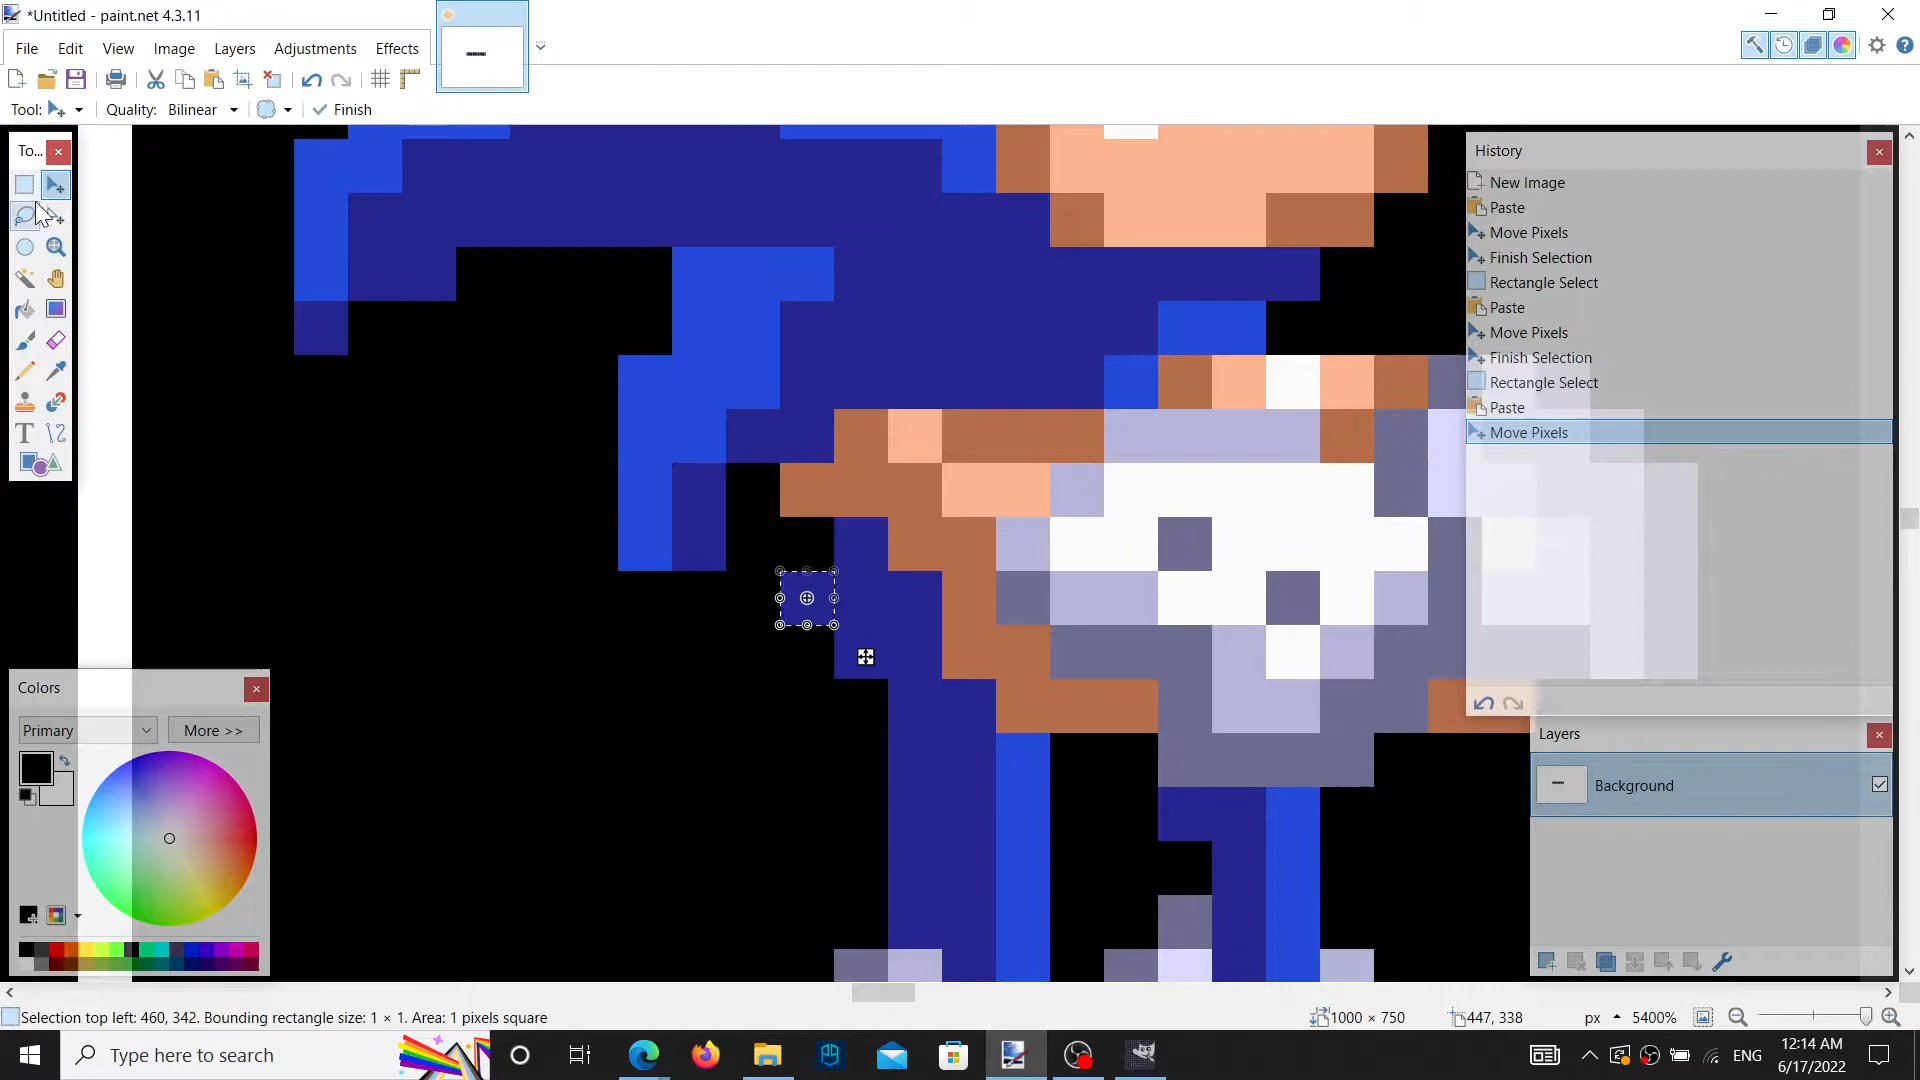 *Untitled - paint.net 4.3.11
File Edit View Image Layers Adjustments Effects
Tool: Quality: Bilinear Finish
To...
History
New Image
Paste
Move Pixels
Finish Selection
Rectangle Select
Paste
Move Pixels
Finish Selection
Rectangle Select
Paste
Move Pixels
Colors
Primary More >>
Layers
Background
Selection top left: 460, 342. Bounding rectangle size: 1 × 1. Area: 1 pixels square 1000 × 750 447, 338 px 5400%
Type here to search
ENG
12:14 AM
6/17/2022